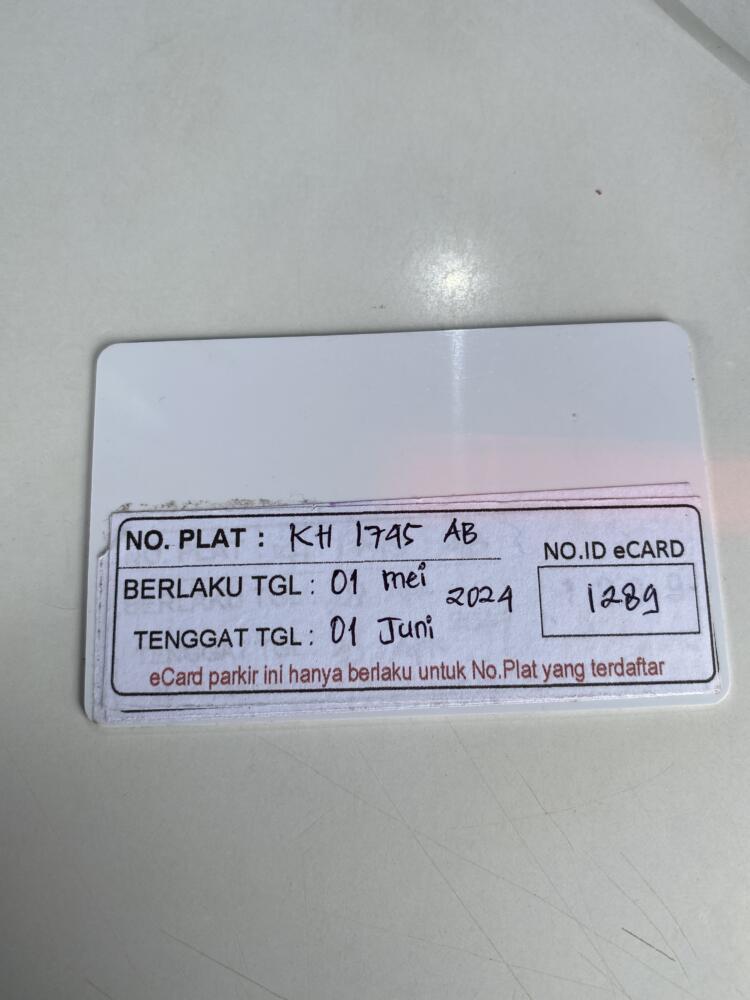 NO. PLAT : KH 1745 AB
NO.ID eCARD
BERLAKU TGL : 01 mei
2024
1289
TENGGAT TGL : 01 Juni
eCard parkir ini hanya berlaku untuk No.Plat yang terdaftar